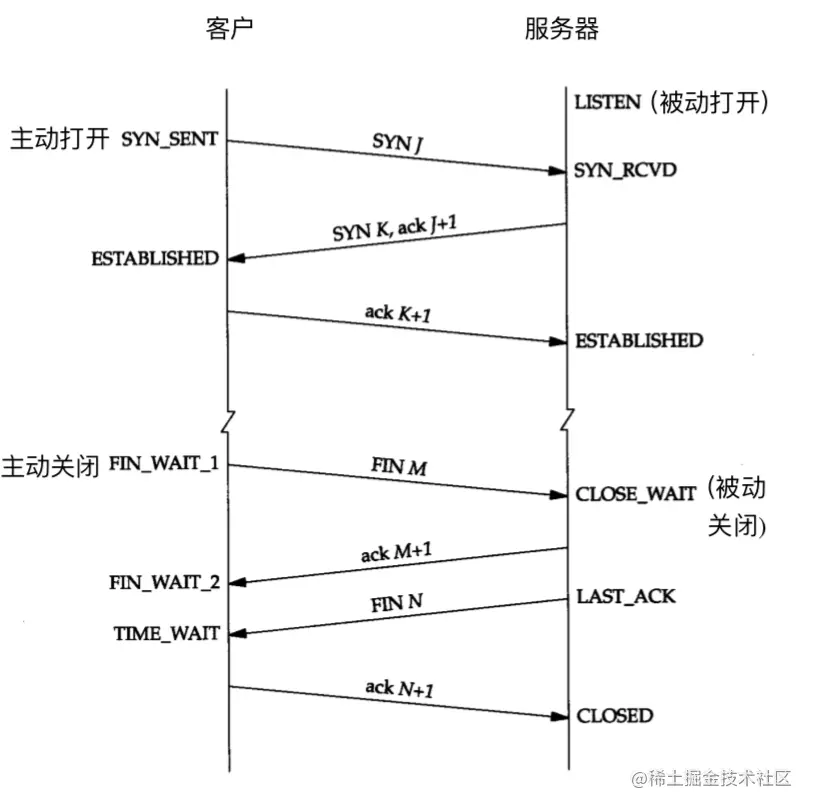 客户 服务器
LISTEN (被动打开)
主动打开 SYN_SENT
SYN J
SYN_RCVD
SYN K, ack J+1
ESTABLISHED
ack K+1
ESTABLISHED
主动关闭 FIN_WAIT_1
FIN M
CLOSE_WAIT (被动
关闭)
ack M+1
FIN_WAIT_2
FIN N
LAST_ACK
TIME_WAIT
ack N+1
CLOSED
@稀土掘金技术社区